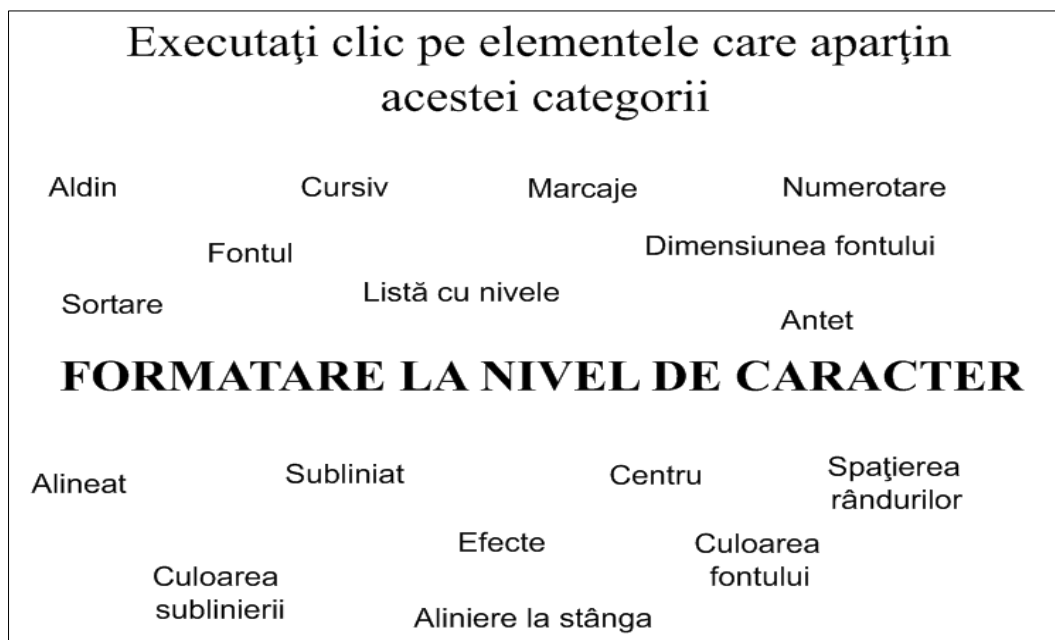 Executaţi clic pe elementele care aparţin
acestei categorii
Aldin
Cursiv
Marcaje
Numerotare
Fontul
Dimensiunea fontului
Sortare
Listă cu nivele
Antet
FORMATARE LA NIVEL DE CARACTER
Alineat
Subliniat
Centru
Spaţierea
rândurilor
Efecte
Culoarea
fontului
Culoarea
sublinierii
Aliniere la stânga